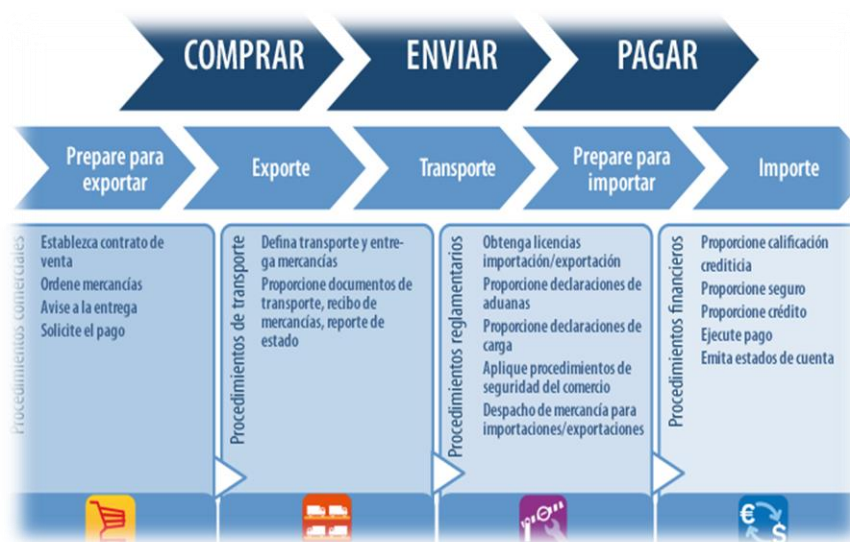 COMPRAR
ENVIAR
PAGAR
Prepare para
exportar
Exporte
Transporte
Prepare para
importar
Importe
Procedimientos comerciales
Establezca contrato de
venta
Ordene mercancías
Avise a la entrega
Solicite el pago
Procedimientos de transporte
Defina transporte y entre-
ga mercancías
Proporcione documentos de
transporte, recibo de
mercancías, reporte de
estado
Procedimientos reglamentarios
Obtenga licencias
importación/exportación
Proporcione declaraciones de
aduanas
Proporcione declaraciones de
carga
Aplique procedimientos de
seguridad del comercio
Despacho de mercancía para
importaciones/exportaciones
Procedimientos financieros
Proporcione calificación
crediticia
Proporcione seguro
Proporcione crédito
Ejecute pago
Emita estados de cuenta
€
$